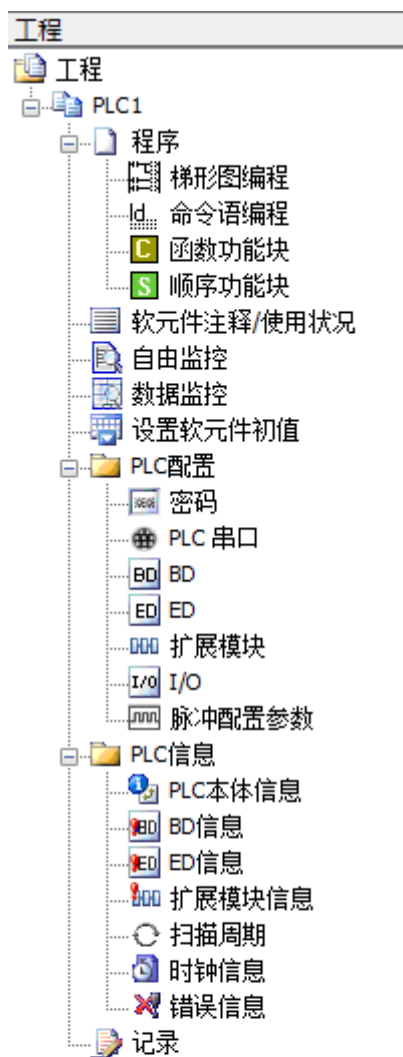 工程
工程
PLC1
程序
梯形图编程
ld... 命令语编程
C 函数功能块
S 顺序功能块
软元件注释/使用状况
自由监控
数据监控
设置软元件初值
PLC配置
密码
PLC 串口
BD BD
ED ED
扩展模块
I/O I/O
脉冲配置参数
PLC信息
PLC本体信息
BD BD信息
ED ED信息
扩展模块信息
扫描周期
时钟信息
错误信息
记录